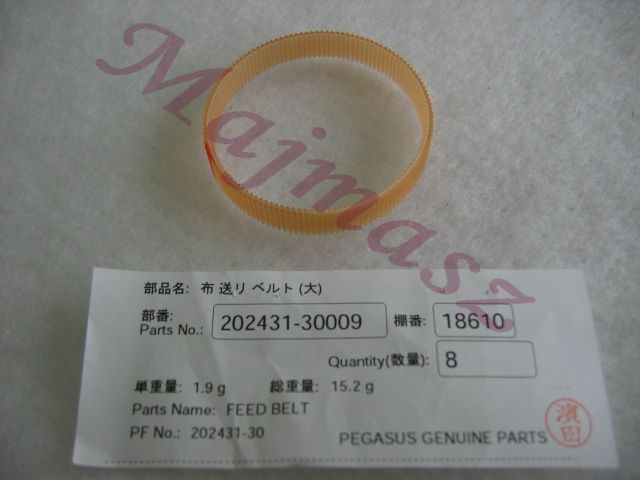 Majmasz
部品名: 布 送リ ベルト (大)
部番: Parts No.: 202431-30009 棚番: 18610
Quantity(数量): 8
単重量: 1.9 g 総重量: 15.2 g
Parts Name: FEED BELT
PF No.: 202431-30
PEGASUS GENUINE PARTS
濱田